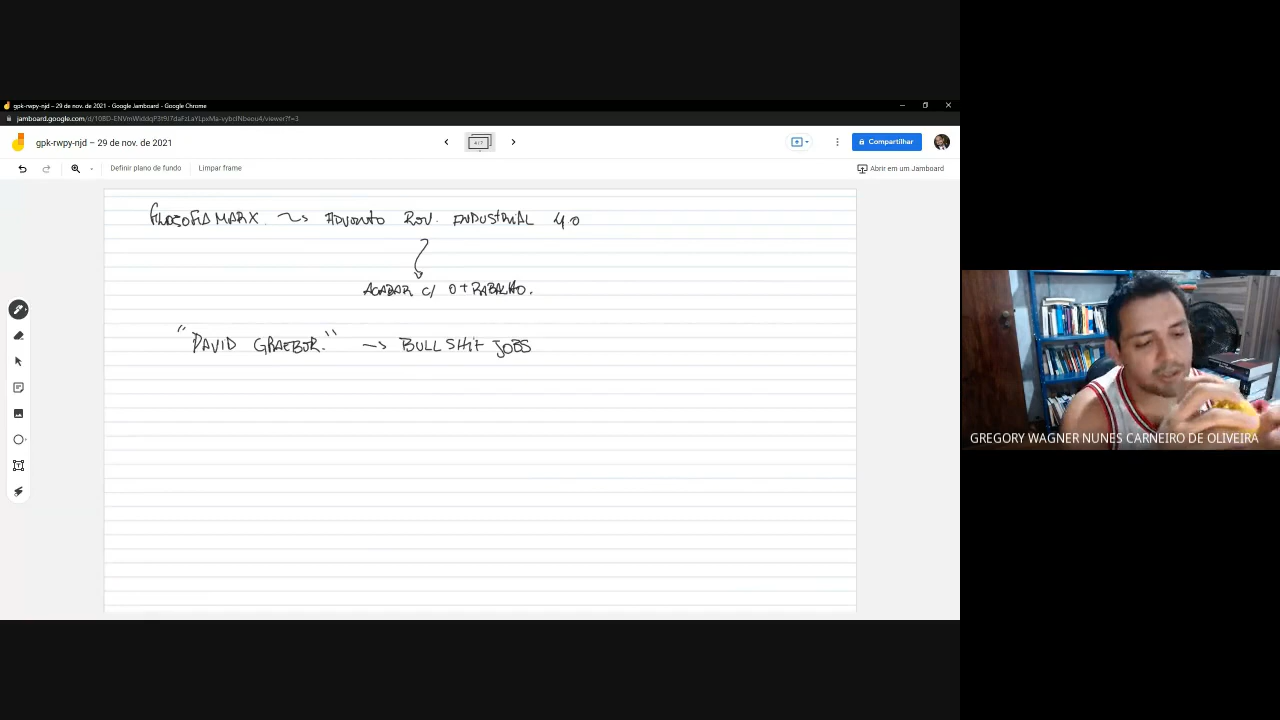 gpk-rwpy-njd – 29 de nov. de 2021 - Google Jamboard - Google Chrome
gpk-rwpy-njd – 29 de nov. de 2021
4/17
Compartilhar
Definir plano de fundo
Limpar frame
Abrir em um Jamboard
FILOSOFIA MARX ~> ADVENTO REV. INDUSTRIAL 4.0
ACABAR C/ O TRABALHO.
"DAVID GRAEBER." -> BULLSHIT JOBS
GREGORY WAGNER NUNES CARNEIRO DE OLIVEIRA